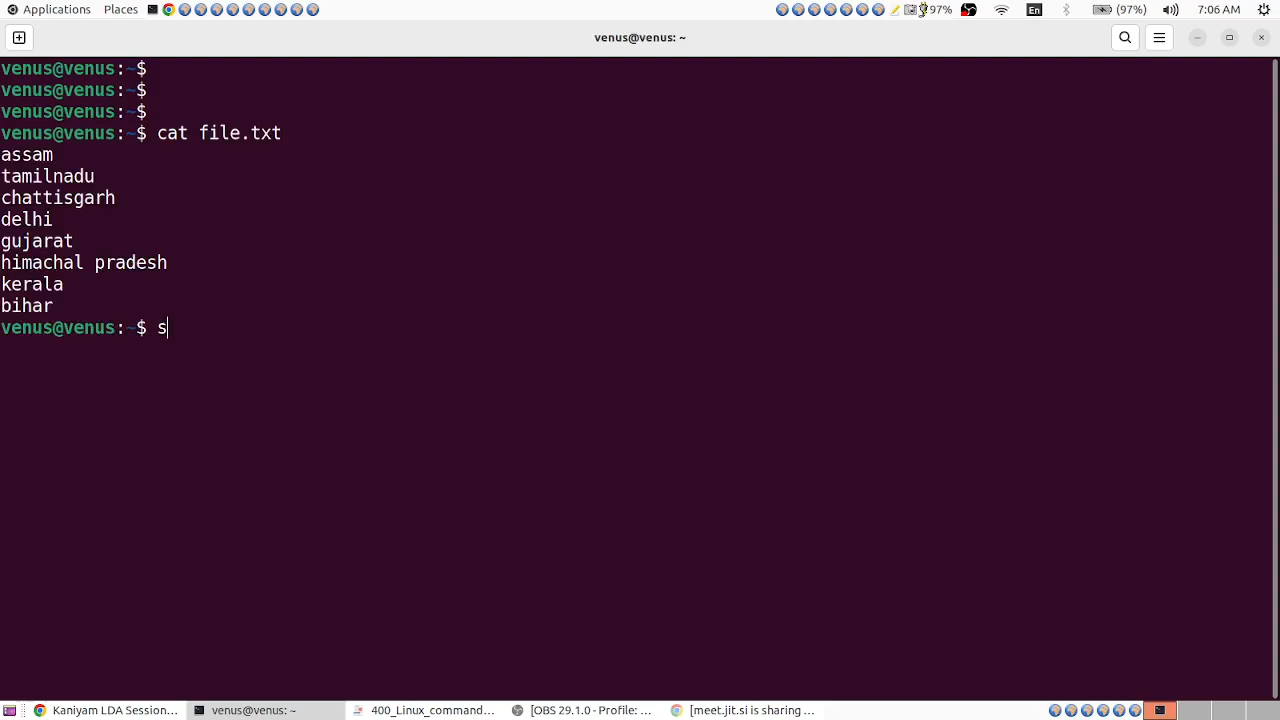 Applications Places 97% En (97%) 7:06 AM
venus@venus: ~
venus@venus:~$
venus@venus:~$
venus@venus:~$
venus@venus:~$ cat file.txt
assam
tamilnadu
chattisgarh
delhi
gujarat
himachal pradesh
kerala
bihar
venus@venus:~$ s
Kaniyam LDA Session... venus@venus: ~ 400_Linux_command... [OBS 29.1.0 - Profile: ... [meet.jit.si is sharing ...